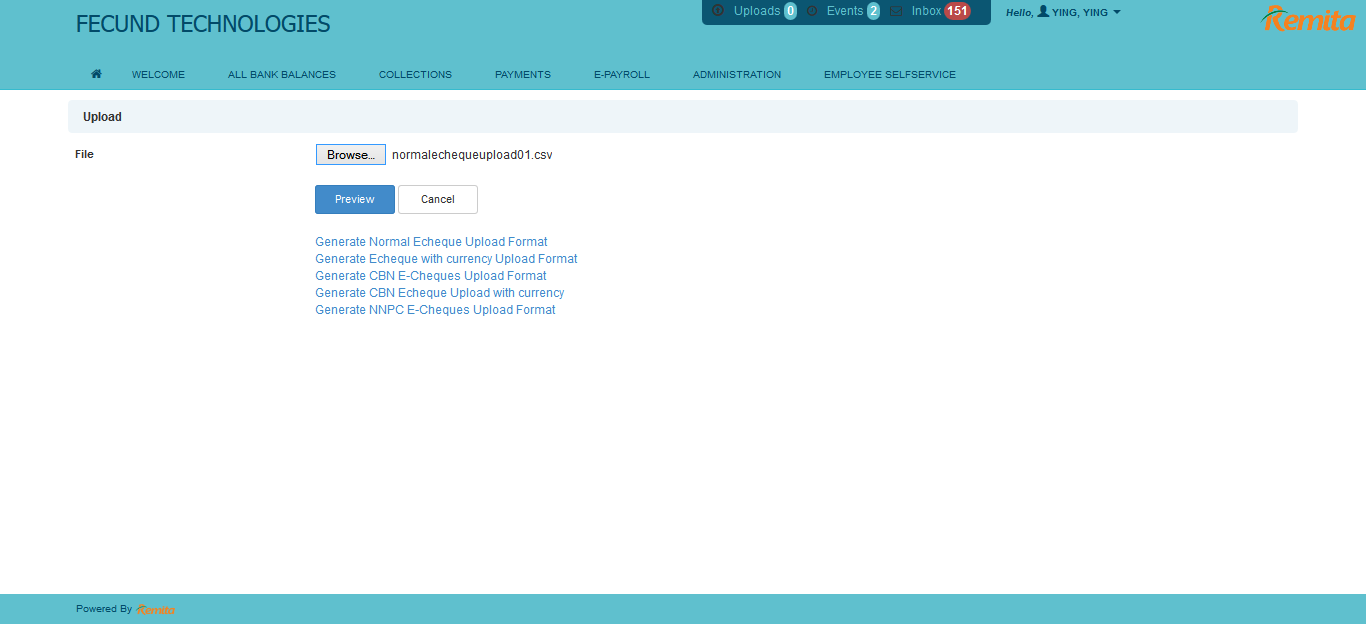 FECUND TECHNOLOGIES
Uploads 0 Events 2 Inbox 151
Hello, YING, YING
Remita
WELCOME ALL BANK BALANCES COLLECTIONS PAYMENTS E-PAYROLL ADMINISTRATION EMPLOYEE SELFSERVICE
Upload
File Browse... normalechequeupload01.csv
Preview Cancel
Generate Normal Echeque Upload Format
Generate Echeque with currency Upload Format
Generate CBN E-Cheques Upload Format
Generate CBN Echeque Upload with currency
Generate NNPC E-Cheques Upload Format
Powered By Remita